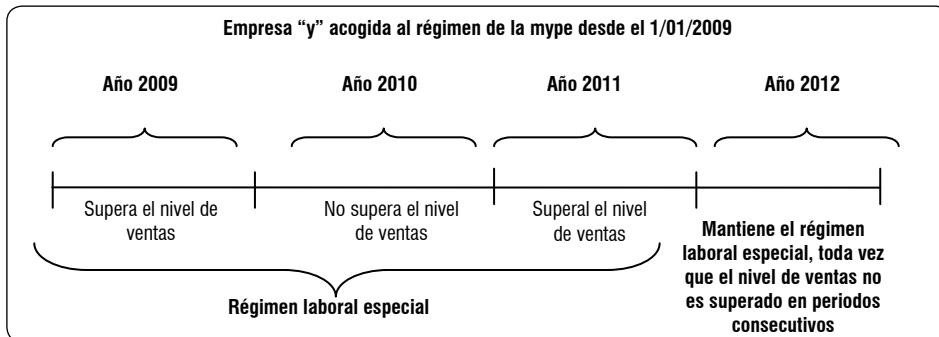 Empresa “y” acogida al régimen de la mype desde el 1/01/2009
Año 2009
Año 2010
Año 2011
Año 2012
Supera el nivel de
ventas
No supera el nivel
de ventas
Superal el nivel
de ventas
Mantiene el régimen
laboral especial, toda vez
que el nivel de ventas no
es superado en periodos
consecutivos
Régimen laboral especial